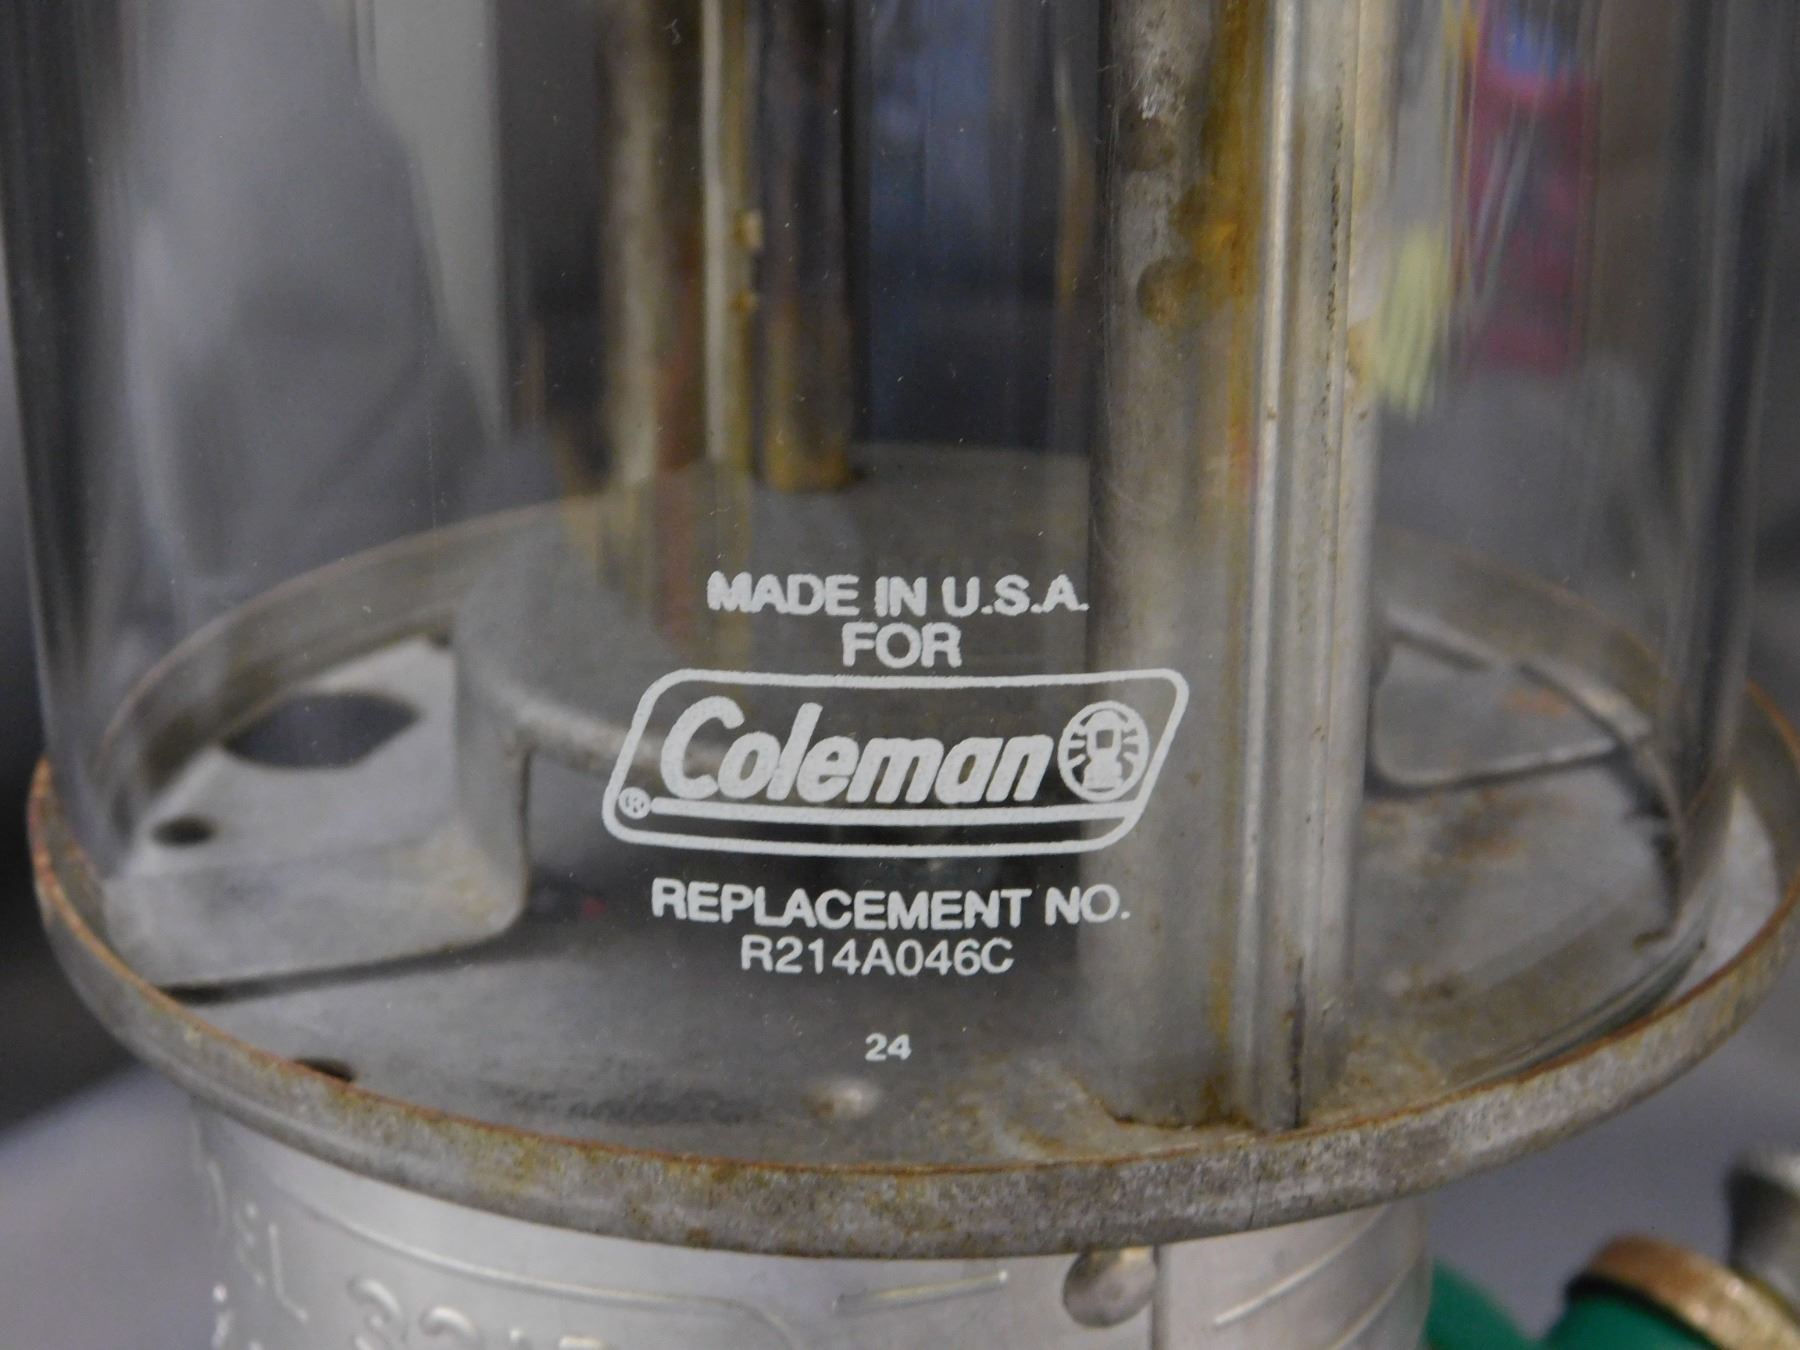 MADE IN U.S.A.
FOR
Coleman
®
REPLACEMENT NO.
R214A046C
24